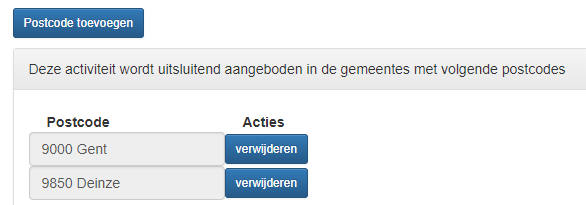 Postcode toevoegen
Deze activiteit wordt uitsluitend aangeboden in de gemeentes met volgende postcodes
Postcode Acties
9000 Gent verwijderen
9850 Deinze verwijderen